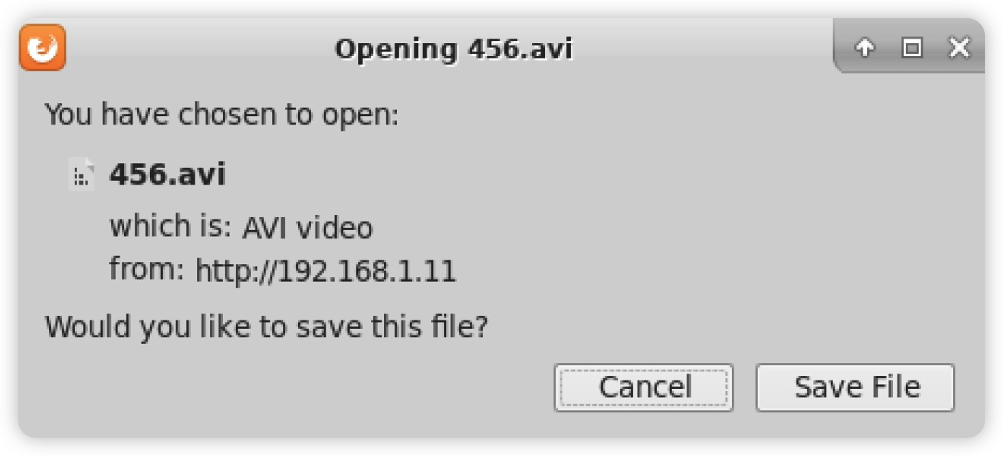 Opening 456.avi
You have chosen to open:
456.avi
which is: AVI video
from: http://192.168.1.11
Would you like to save this file?
Cancel Save File